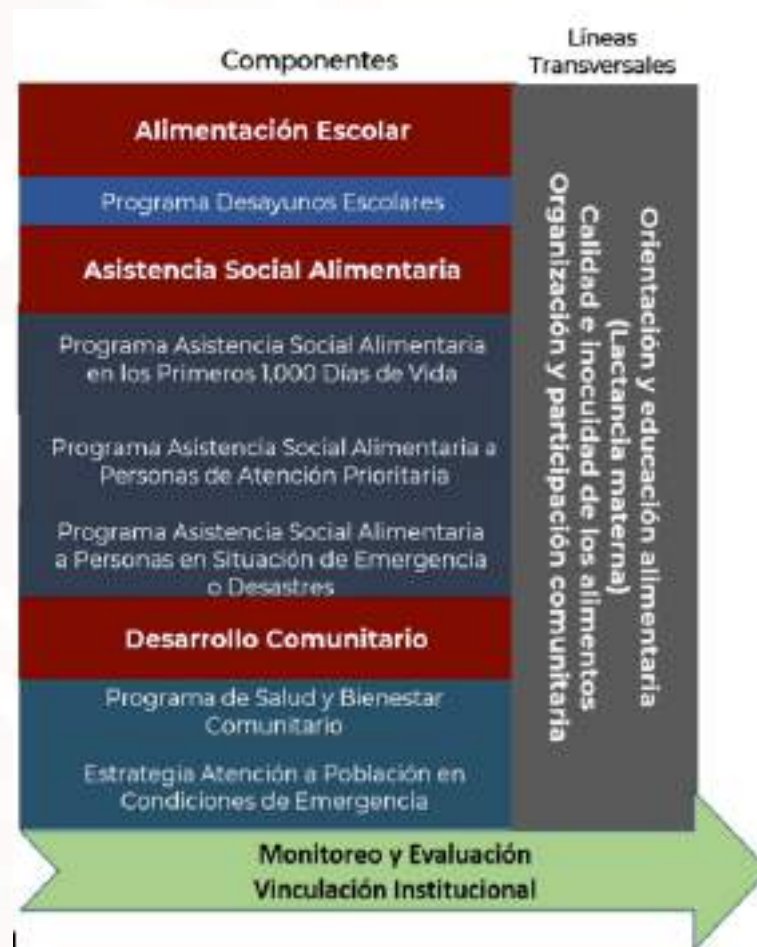 Componentes
Líneas
Transversales
Alimentación Escolar
Programa Desayunos Escolares
Asistencia Social Alimentaria
Programa Asistencia Social Alimentaria
en los Primeros 1,000 Días de Vida
Programa Asistencia Social Alimentaria a
Personas de Atención Prioritaria
Programa Asistencia Social Alimentaria
a Personas en Situación de Emergencia
o Desastres
Desarrollo Comunitario
Programa de Salud y Bienestar
Comunitario
Estrategia Atención a Población en
Condiciones de Emergencia
Orientación y educación alimentaria
(Lactancia materna)
Calidad e inocuidad de los alimentos
Organización y participación comunitaria
Monitoreo y Evaluación
Vinculación Institucional